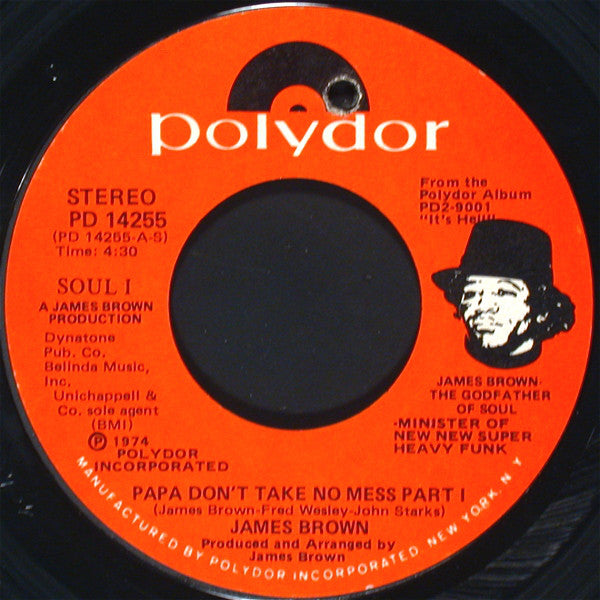 polydor
STEREO
PD 14255
(PD 14255-A-S)
Time: 4:30
From the
Polydor Album
PD2-9001
"It's Hell"
SOUL I
A JAMES BROWN
PRODUCTION
Dynatone
Pub. Co.
Belinda Music,
Inc.
Unichappell &
Co. sole agent
(BMI)
℗ 1974
POLYDOR
INCORPORATED
JAMES BROWN-
THE GODFATHER
OF SOUL
-MINISTER OF
NEW NEW SUPER
HEAVY FUNK
PAPA DON'T TAKE NO MESS PART I
(James Brown-Fred Wesley-John Starks)
JAMES BROWN
Produced and Arranged by
James Brown
MANUFACTURED BY POLYDOR INCORPORATED, NEW YORK, N.Y.